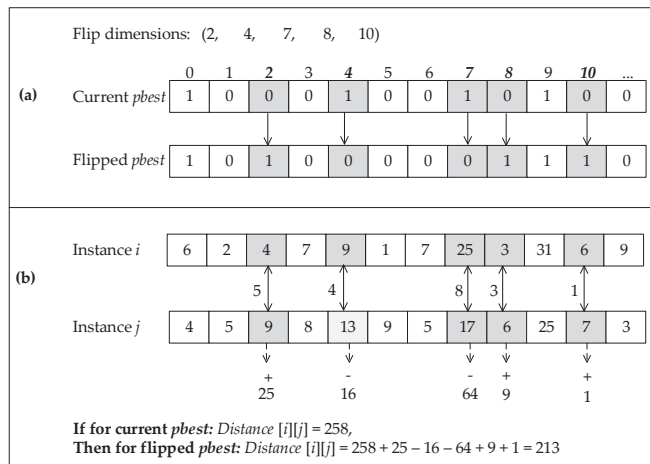 Flip dimensions: (2, 4, 7, 8, 10)
0 1 2 3 4 5 6 7 8 9 10 ...
(a)
Current pbest 1 0 0 0 1 0 0 1 0 1 0 0
Flipped pbest 1 0 1 0 0 0 0 0 1 1 1 0
Instance i 6 2 4 7 9 1 7 25 3 31 6 9
(b)
5 4 8 3 1
Instance j 4 5 9 8 13 9 5 17 6 25 7 3
+ - - + +
25 16 64 9 1
If for current pbest: Distance [i][j] = 258,
Then for flipped pbest: Distance [i][j] = 258 + 25 – 16 – 64 + 9 + 1 = 213